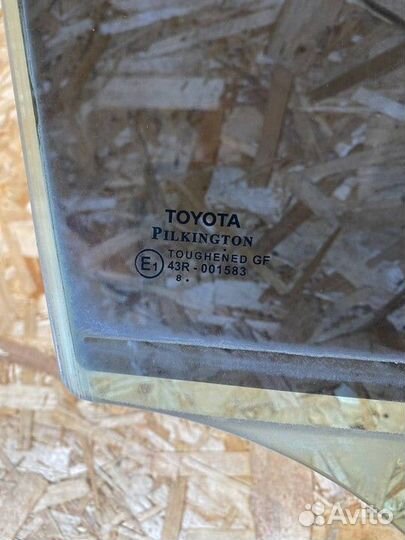 TOYOTA
PILKINGTON
TOUGHENED GF
E1 43R-001583
8 .
Avito